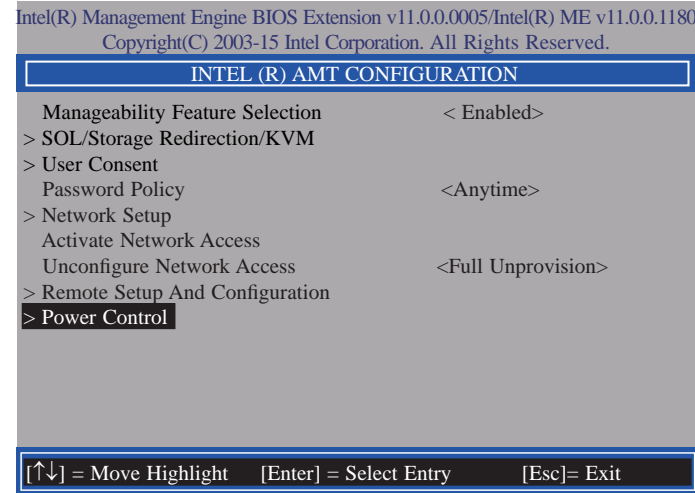 Intel(R) Management Engine BIOS Extension v11.0.0.0005/Intel(R) ME v11.0.0.1180
Copyright(C) 2003-15 Intel Corporation. All Rights Reserved.
INTEL (R) AMT CONFIGURATION
Manageability Feature Selection < Enabled>
> SOL/Storage Redirection/KVM
> User Consent
Password Policy <Anytime>
> Network Setup
Activate Network Access
Unconfigure Network Access <Full Unprovision>
> Remote Setup And Configuration
> Power Control
[↑↓] = Move Highlight [Enter] = Select Entry [Esc]= Exit